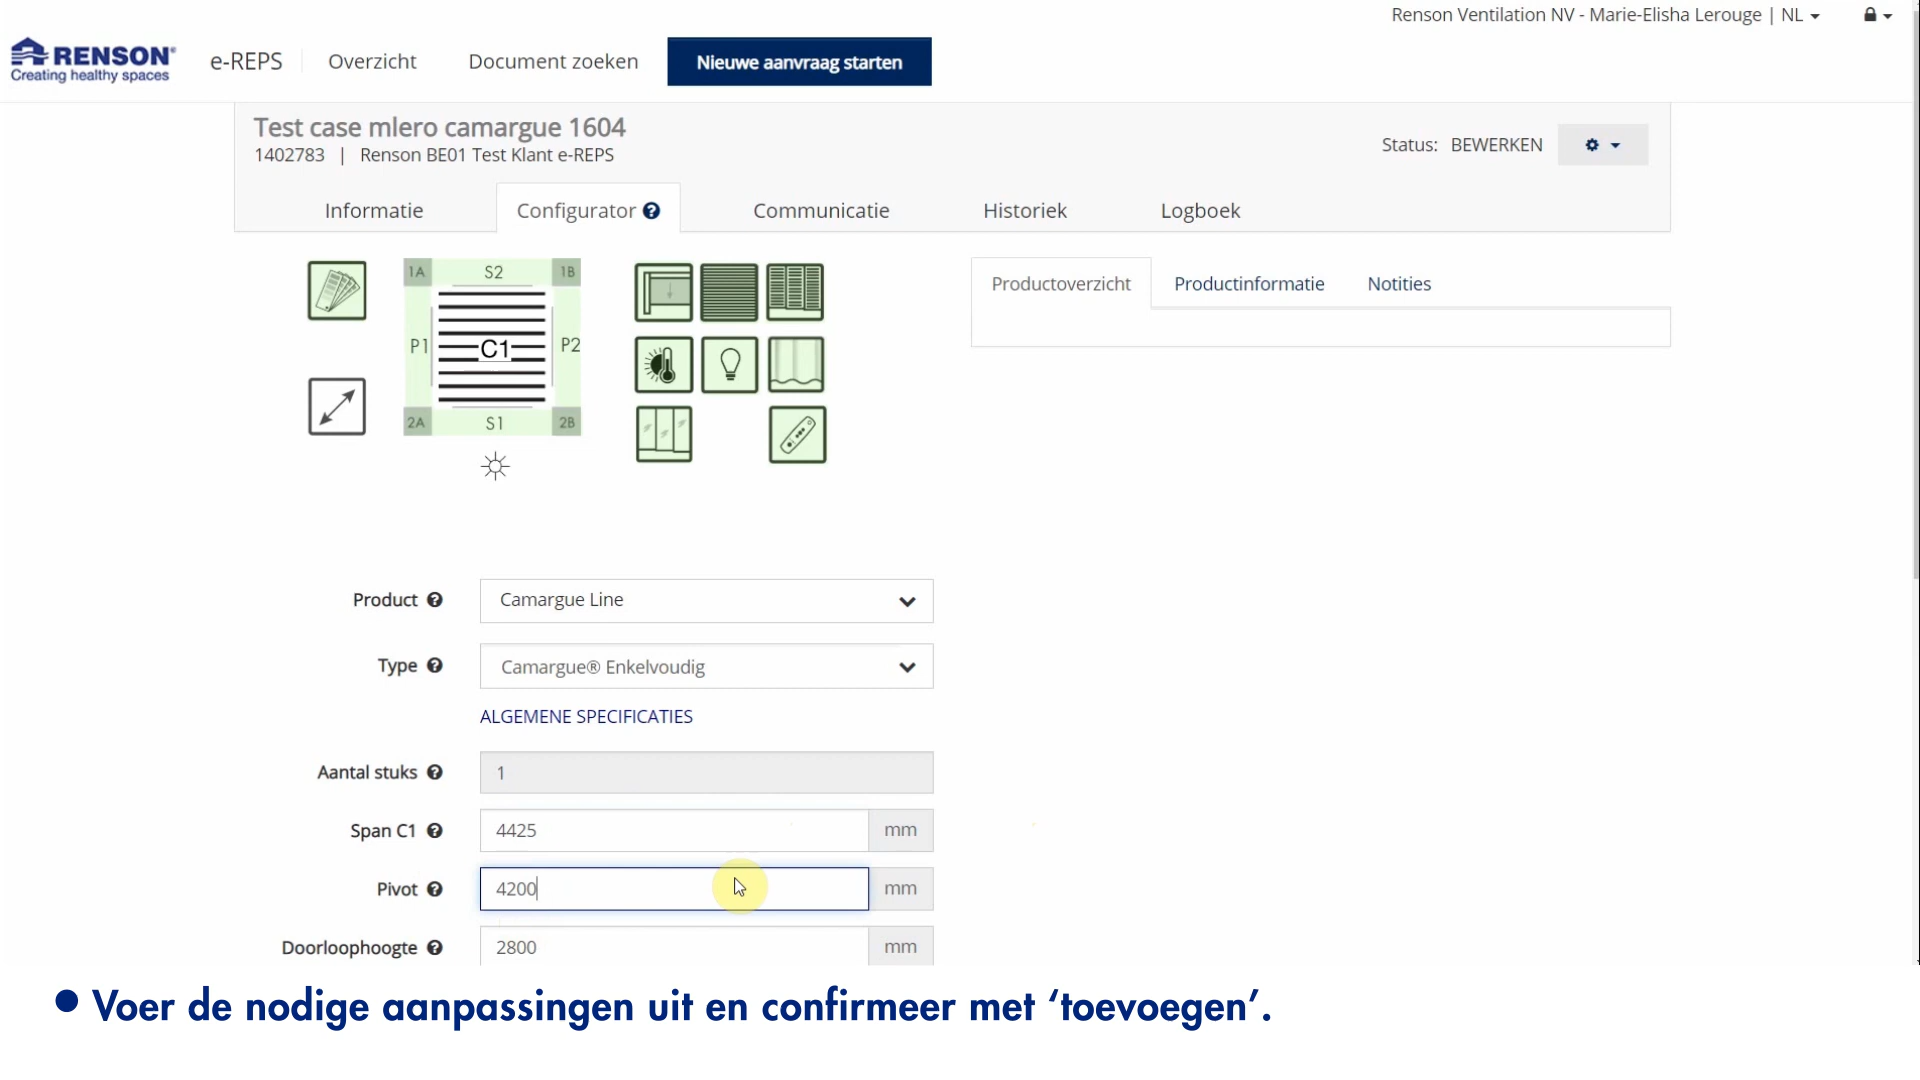 Renson Ventilation NV - Marie-Elisha Lerouge | NL
RENSON®
Creating healthy spaces
e-REPS
Overzicht
Document zoeken
Nieuwe aanvraag starten
Test case mlero camargue 1604
1402783 | Renson BE01 Test Klant e-REPS
Status: BEWERKEN
Informatie
Configurator
Communicatie
Historiek
Logboek
1A S2 1B
P1 C1 P2
2A S1 2B
Productoverzicht
Productinformatie
Notities
Product
Camargue Line
Type
Camargue® Enkelvoudig
ALGEMENE SPECIFICATIES
Aantal stuks
1
Span C1
4425
mm
Pivot
4200
mm
Doorloophoogte
2800
mm
• Voer de nodige aanpassingen uit en confirmeer met ‘toevoegen’.